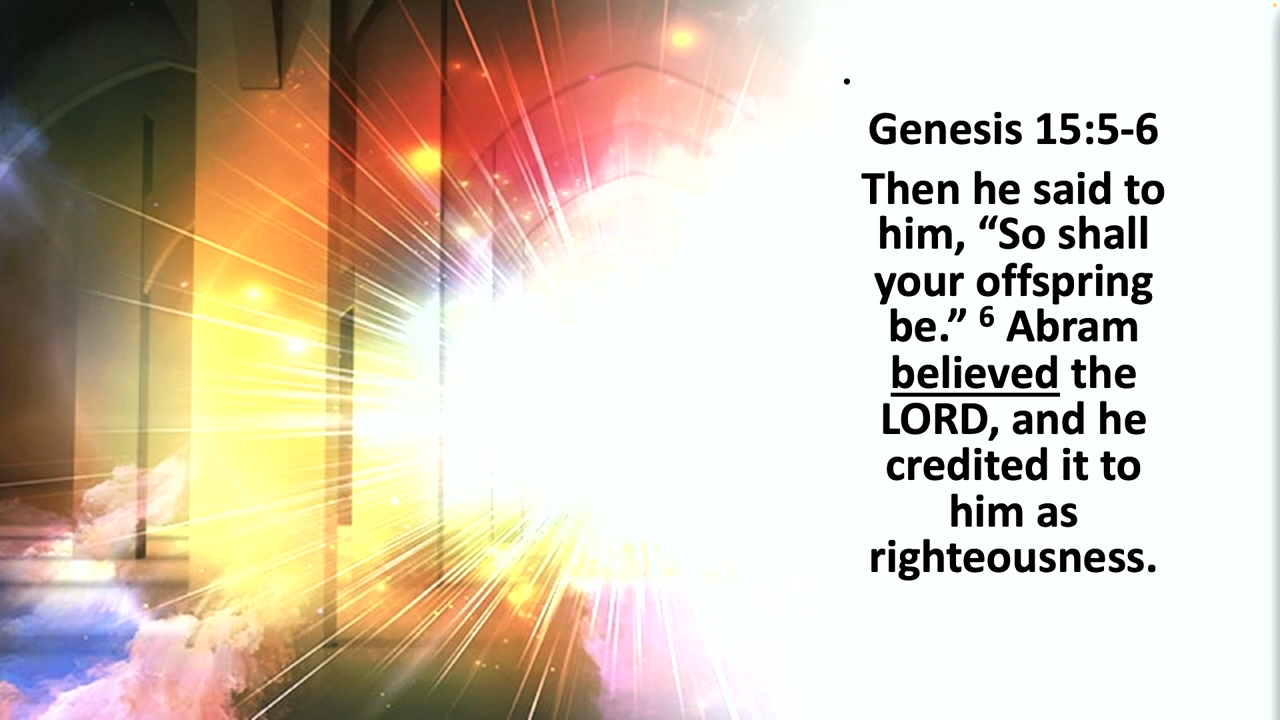 .
Genesis 15:5-6
Then he said to
him, “So shall
your offspring
be.” ⁶ Abram
believed the
LORD, and he
credited it to
him as
righteousness.